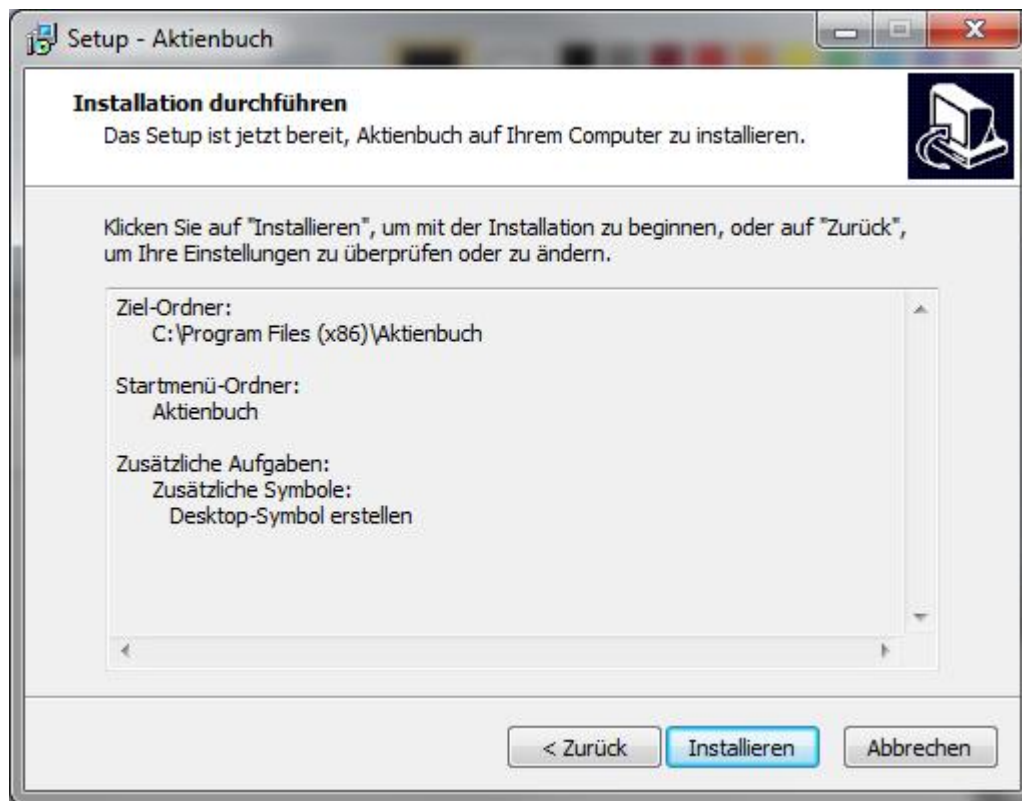 Setup - Aktienbuch
Installation durchführen
Das Setup ist jetzt bereit, Aktienbuch auf Ihrem Computer zu installieren.
Klicken Sie auf "Installieren", um mit der Installation zu beginnen, oder auf "Zurück",
um Ihre Einstellungen zu überprüfen oder zu ändern.
Ziel-Ordner:
C:\Program Files (x86)\Aktienbuch
Startmenü-Ordner:
Aktienbuch
Zusätzliche Aufgaben:
Zusätzliche Symbole:
Desktop-Symbol erstellen
< Zurück
Installieren
Abbrechen